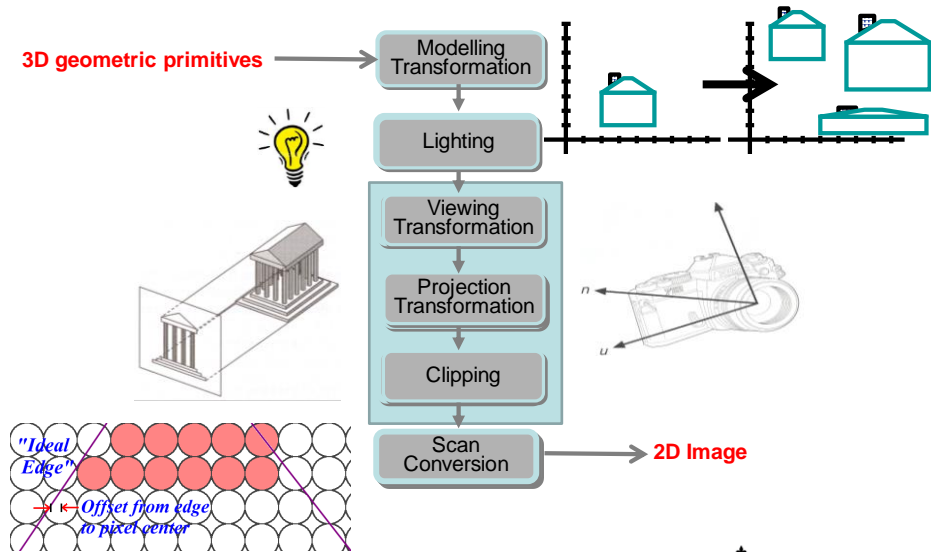 3D geometric primitives
Modelling
Transformation
Lighting
Viewing
Transformation
Projection
Transformation
Clipping
Scan
Conversion
2D Image
n
u
"Ideal
Edge"
Offset from edge
to pixel center